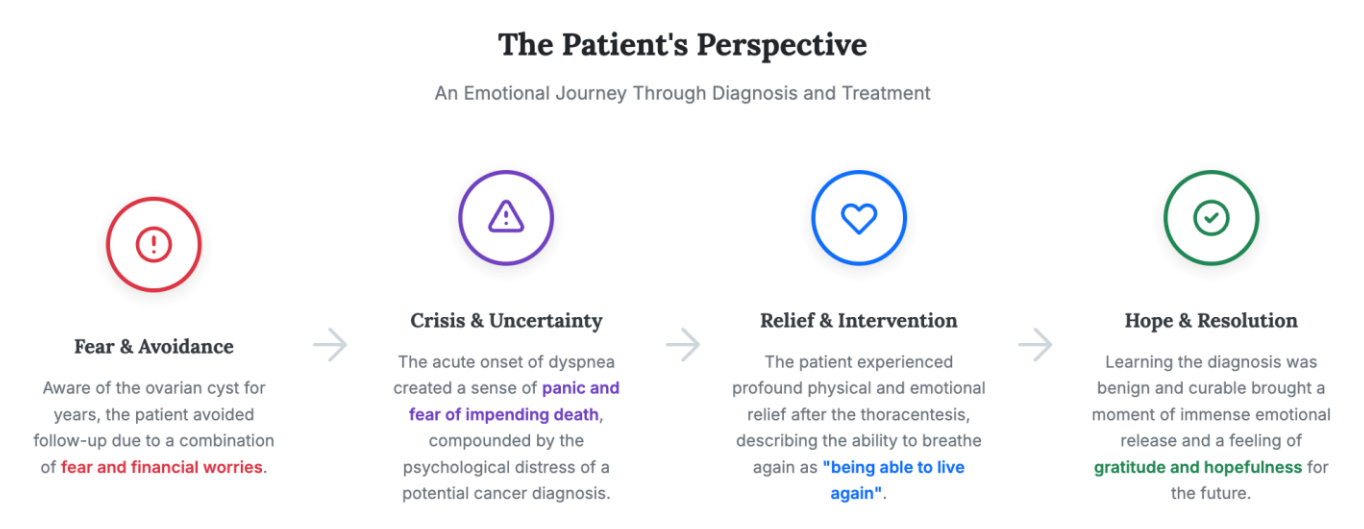 The Patient's Perspective
An Emotional Journey Through Diagnosis and Treatment
Fear & Avoidance
Aware of the ovarian cyst for
years, the patient avoided
follow-up due to a combination
of fear and financial worries.
Crisis & Uncertainty
The acute onset of dyspnea
created a sense of panic and
fear of impending death,
compounded by the
psychological distress of a
potential cancer diagnosis.
Relief & Intervention
The patient experienced
profound physical and emotional
relief after the thoracentesis,
describing the ability to breathe
again as "being able to live
again".
Hope & Resolution
Learning the diagnosis was
benign and curable brought a
moment of immense emotional
release and a feeling of
gratitude and hopefulness for
the future.